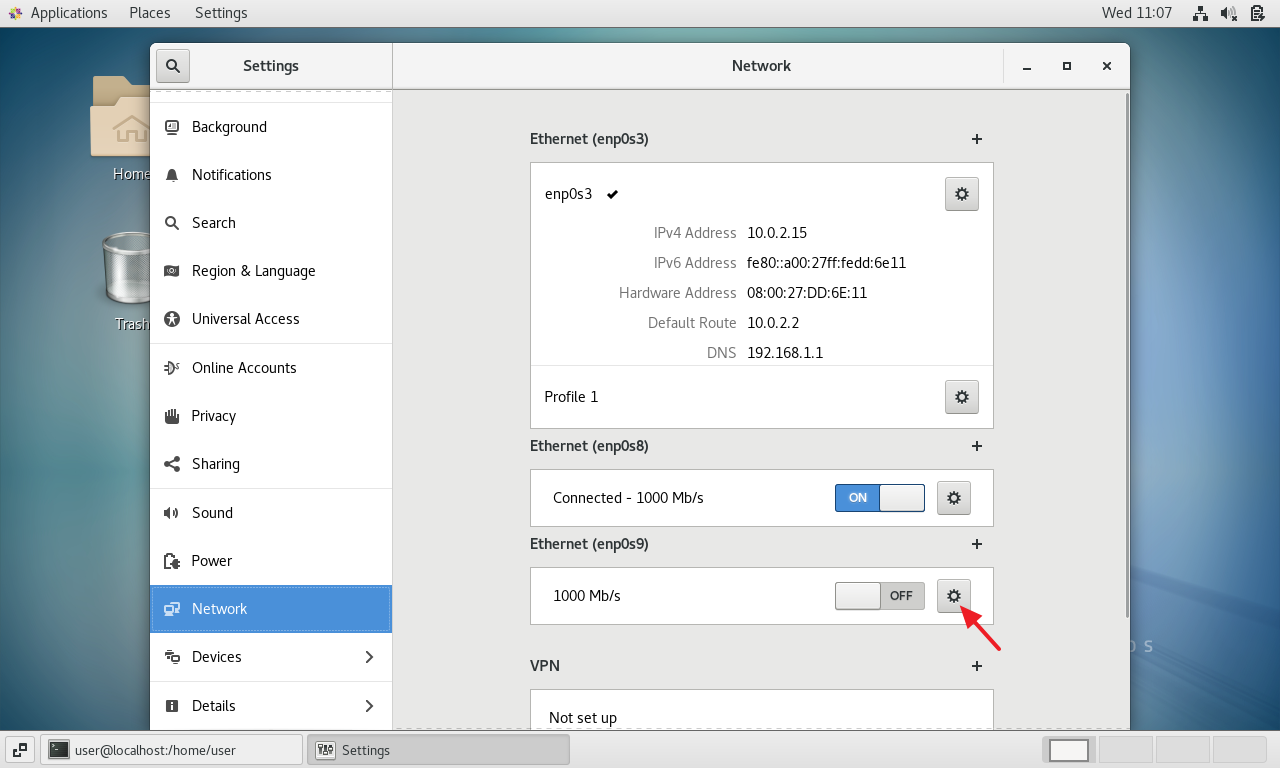 Applications Places Settings Wed 11:07
Settings Network
Home
Trash
Background
Notifications
Search
Region & Language
Universal Access
Online Accounts
Privacy
Sharing
Sound
Power
Network
Devices
Details
Ethernet (enp0s3) +
enp0s3
IPv4 Address 10.0.2.15
IPv6 Address fe80::a00:27ff:fedd:6e11
Hardware Address 08:00:27:DD:6E:11
Default Route 10.0.2.2
DNS 192.168.1.1
Profile 1
Ethernet (enp0s8) +
Connected - 1000 Mb/s ON
Ethernet (enp0s9) +
1000 Mb/s OFF
VPN +
Not set up
user@localhost:/home/user Settings